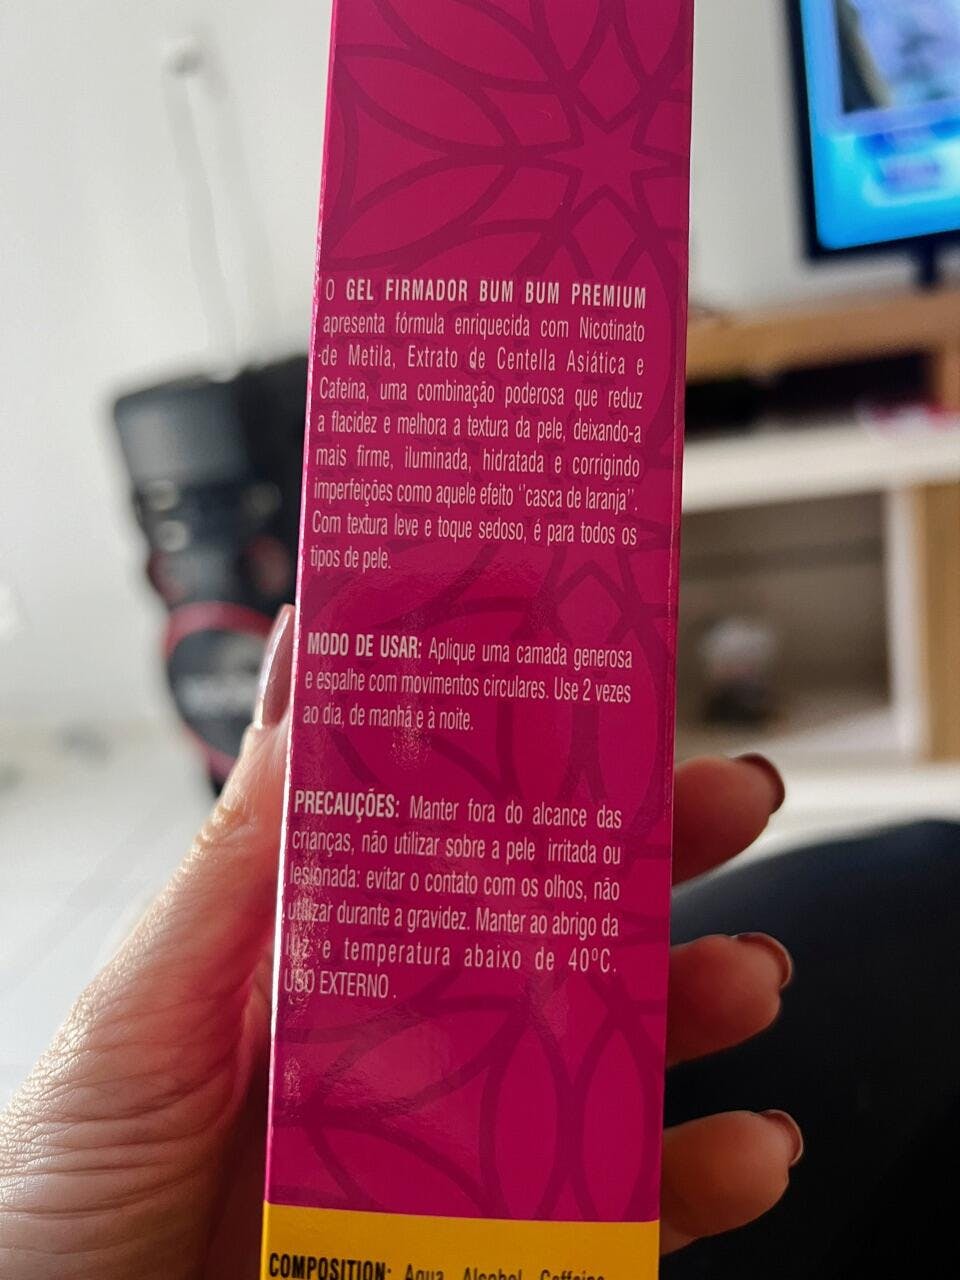 O GEL FIRMADOR BUM BUM PREMIUM
apresenta fórmula enriquecida com Nicotinato
de Metila, Extrato de Centella Asiática e
Cafeína, uma combinação poderosa que reduz
a flacidez e melhora a textura da pele, deixando-a
mais firme, iluminada, hidratada e corrigindo
imperfeições como aquele efeito "casca de laranja".
Com textura leve e toque sedoso, é para todos os
tipos de pele.
MODO DE USAR: Aplique uma camada generosa
e espalhe com movimentos circulares. Use 2 vezes
ao dia, de manhã e à noite.
PRECAUÇÕES: Manter fora do alcance das
crianças, não utilizar sobre a pele irritada ou
lesionada: evitar o contato com os olhos, não
utilizar durante a gravidez. Manter ao abrigo da
luz e temperatura abaixo de 40ºC.
USO EXTERNO.
COMPOSITION: Aqua, Alcohol, Caffeine,